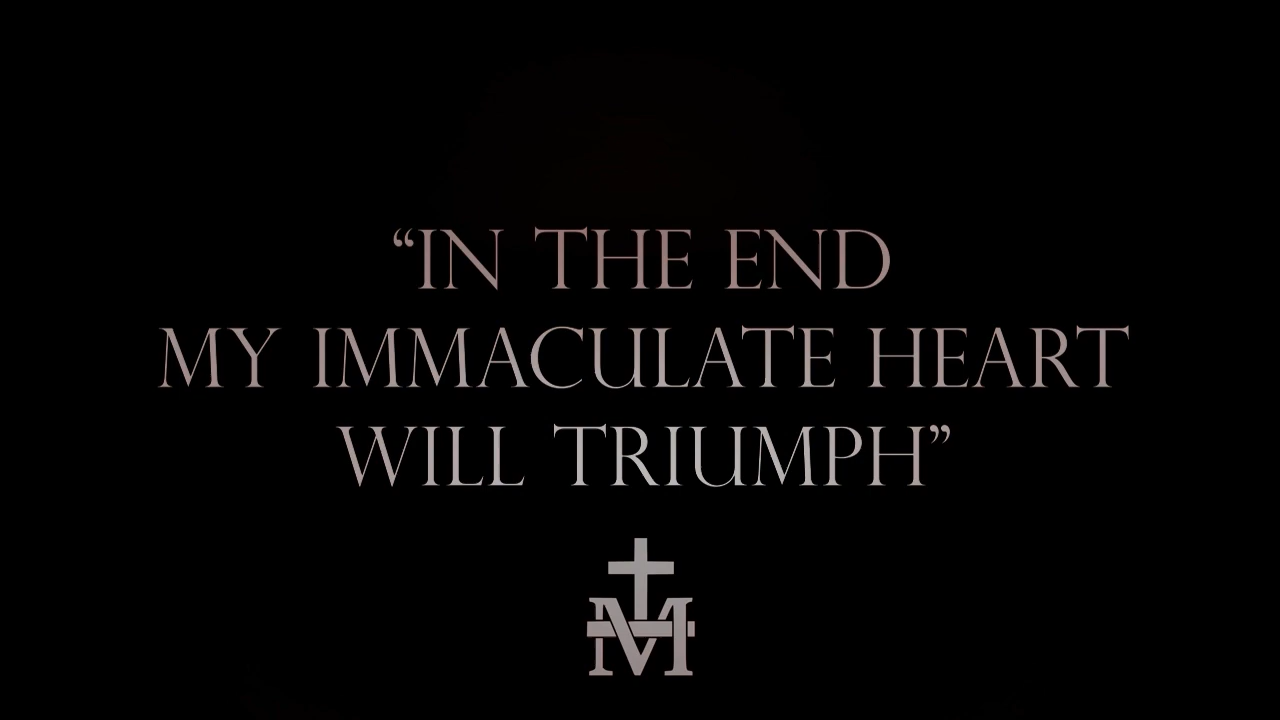 “IN THE END
MY IMMACULATE HEART
WILL TRIUMPH”
M